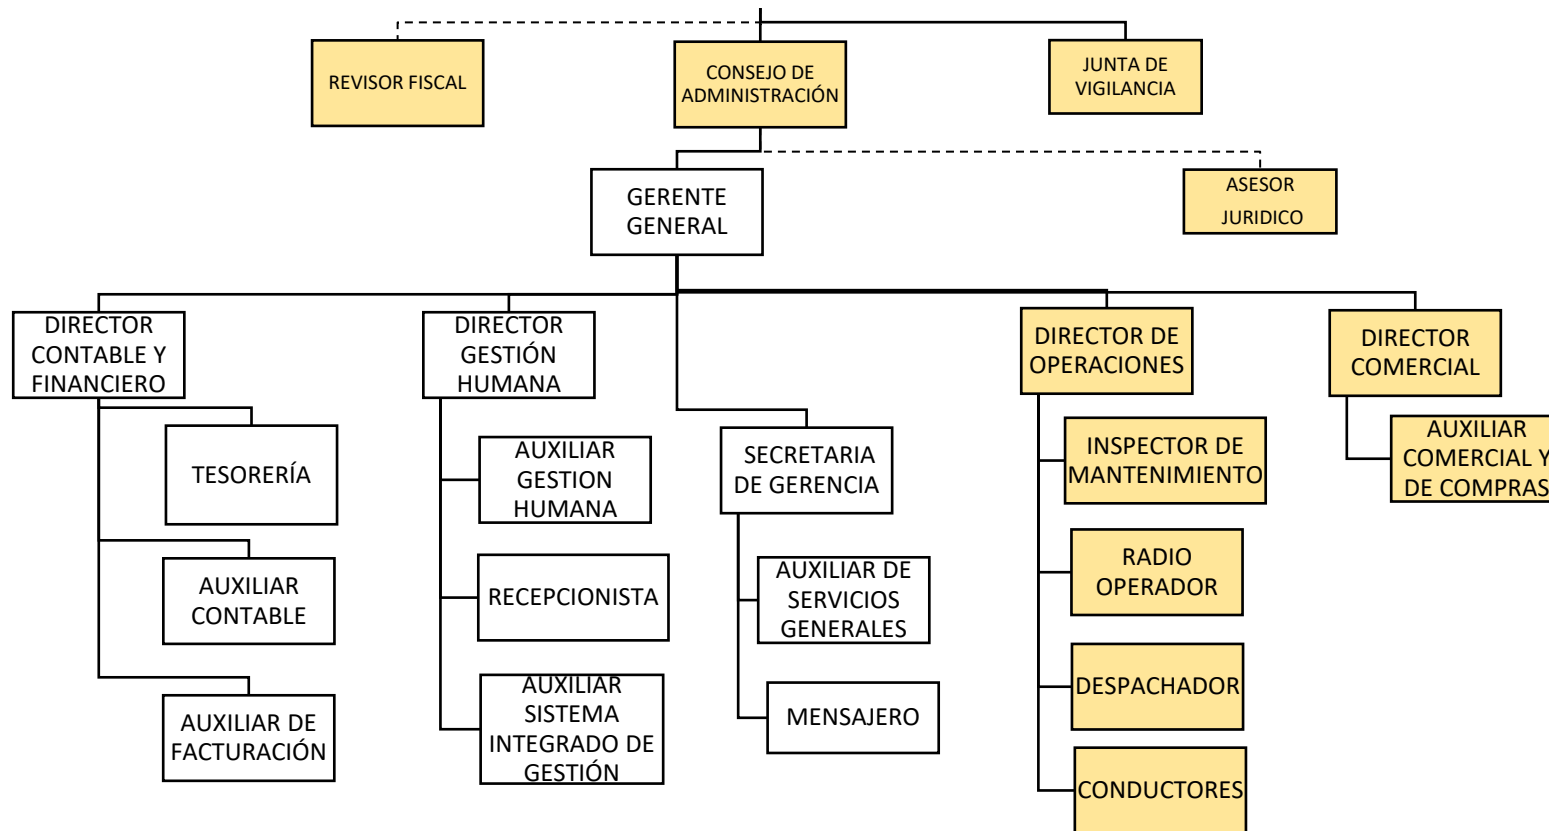 REVISOR FISCAL
CONSEJO DE
ADMINISTRACIÓN
JUNTA DE
VIGILANCIA
GERENTE
GENERAL
ASESOR
JURIDICO
DIRECTOR
CONTABLE Y
FINANCIERO
DIRECTOR
GESTIÓN
HUMANA
DIRECTOR DE
OPERACIONES
DIRECTOR
COMERCIAL
TESORERÍA
AUXILIAR
GESTION
HUMANA
SECRETARIA
DE GERENCIA
INSPECTOR DE
MANTENIMIENTO
AUXILIAR
COMERCIAL Y
DE COMPRAS
AUXILIAR
CONTABLE
RECEPCIONISTA
AUXILIAR DE
SERVICIOS
GENERALES
RADIO
OPERADOR
AUXILIAR DE
FACTURACIÓN
AUXILIAR
SISTEMA
INTEGRADO DE
GESTIÓN
MENSAJERO
DESPACHADOR
CONDUCTORES